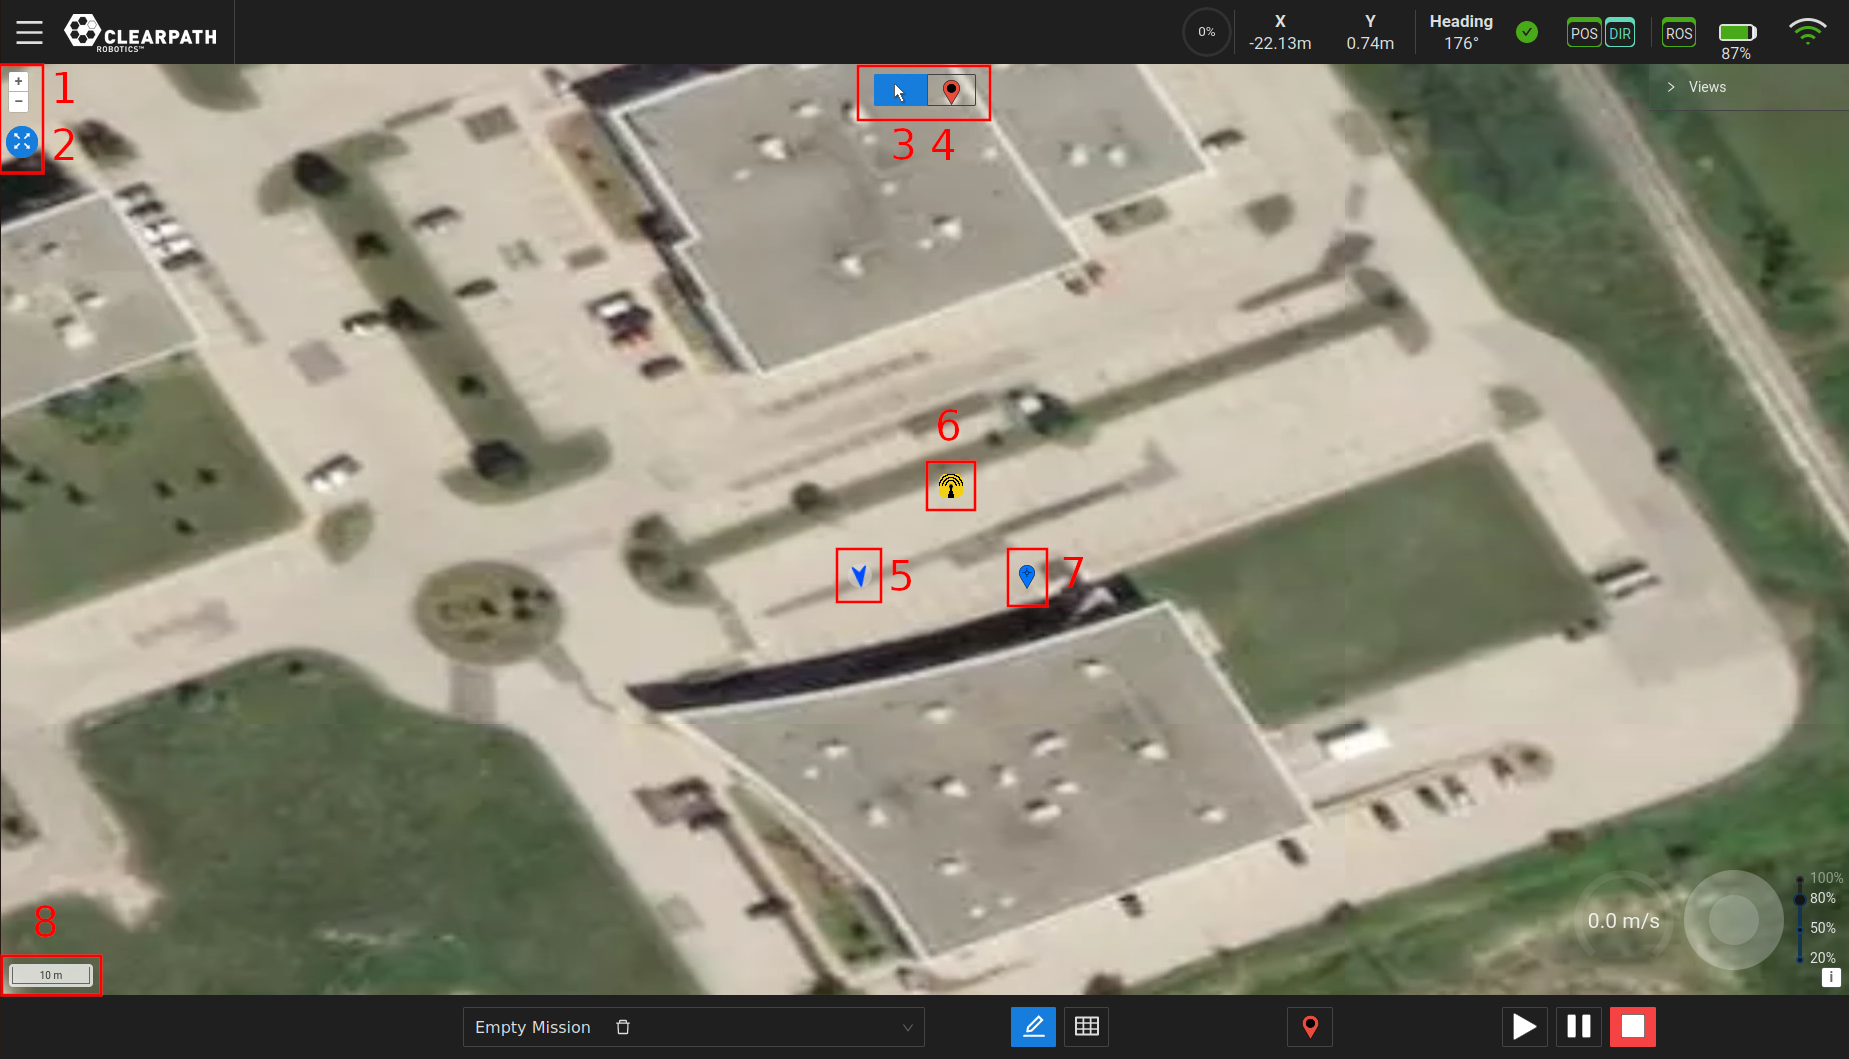 CLEARPATH
ROBOTICS™
0%
X
-22.13m
Y
0.74m
Heading
176°
POS
DIR
ROS
87%
+
−
1
2
3
4
Views
6
5
7
8
10 m
0.0 m/s
100%
80%
50%
20%
i
Empty Mission